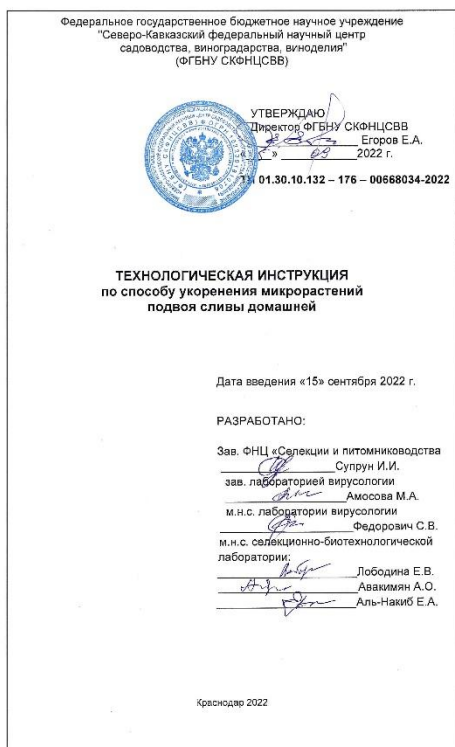 Федеральное государственное бюджетное научное учреждение
"Северо-Кавказский федеральный научный центр
садоводства, виноградарства, виноделия"
(ФГБНУ СКФНЦСВВ)
УТВЕРЖДАЮ
Директор ФГБНУ СКФНЦСВВ
Егоров Е.А.
09 2022 г.
01.30.10.132 – 176 – 00668034-2022
ТЕХНОЛОГИЧЕСКАЯ ИНСТРУКЦИЯ
по способу укоренения микрорастений
подвоя сливы домашней
Дата введения «15» сентября 2022 г.
РАЗРАБОТАНО:
Зав. ФНЦ «Селекции и питомниководства
Супрун И.И.
зав. лабораторией вирусологии
Амосова М.А.
м.н.с. лаборатории вирусологии
Федорович С.В.
м.н.с. селекционно-биотехнологической
лаборатории:
Лободина Е.В.
Авакимян А.О.
Аль-Накиб Е.А.
Краснодар 2022